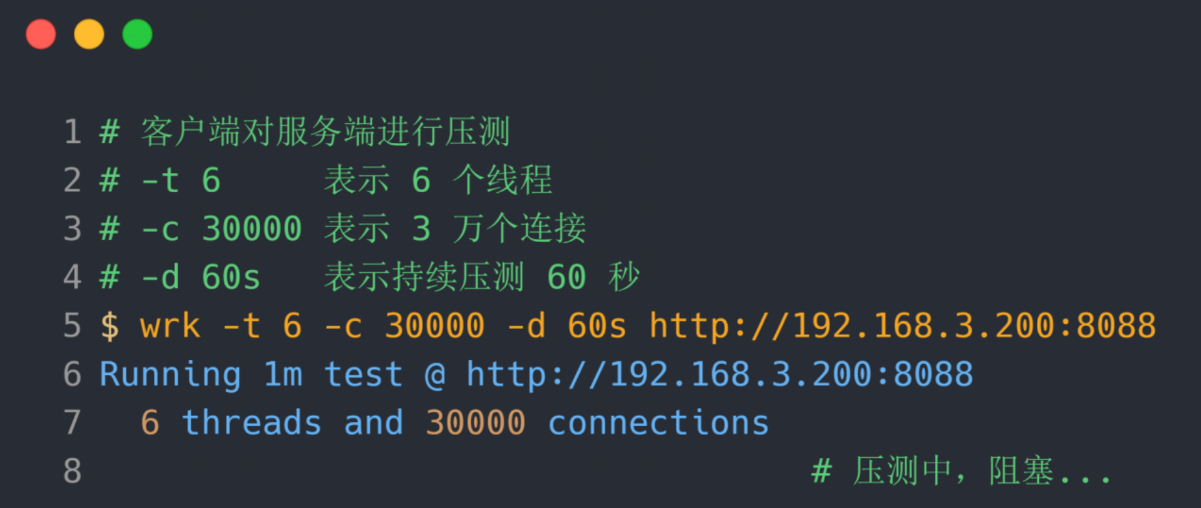 1 # 客户端对服务端进行压测
2 # -t 6     表示 6 个线程
3 # -c 30000 表示 3 万个连接
4 # -d 60s   表示持续压测 60 秒
5 $ wrk -t 6 -c 30000 -d 60s http://192.168.3.200:8088
6 Running 1m test @ http://192.168.3.200:8088
7   6 threads and 30000 connections
8                                    # 压测中，阻塞...